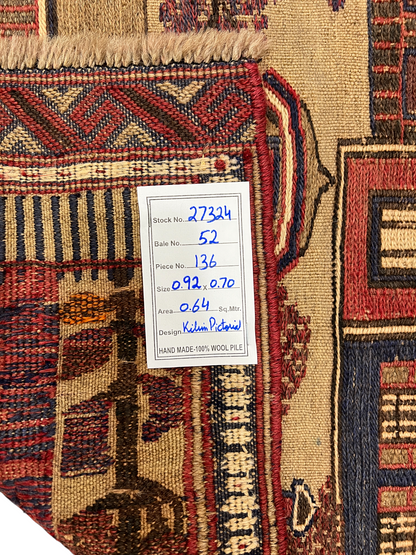 Stock No. 27324
Bale No. 52
Piece No. 136
Size. 0.92 x 0.70
Area. 0.64 Sq.Mtr.
Design. Kilim Pictorial
HAND MADE-100% WOOL PILE